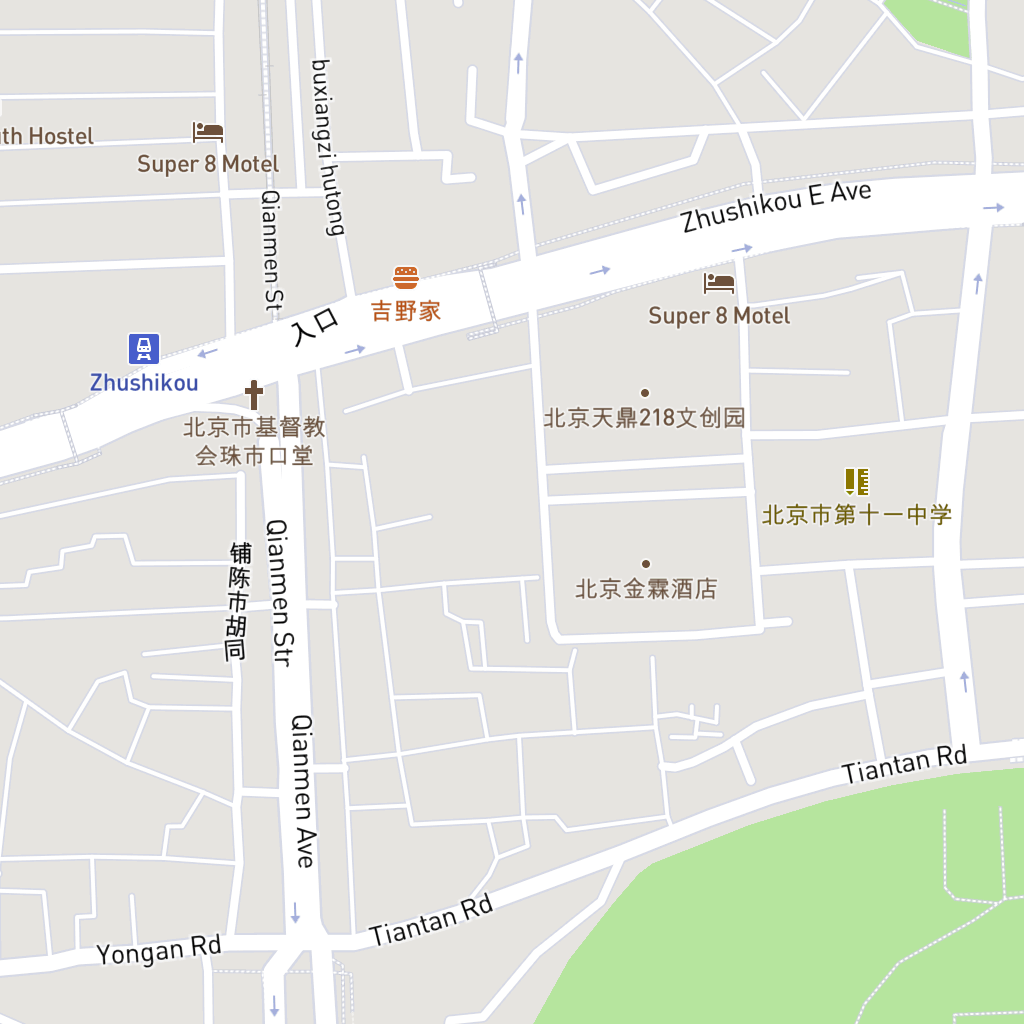 buxiangzi hutong
th Hostel
Super 8 Motel
Qianmen St
Zhushikou E Ave
吉野家
入口
Super 8 Motel
Zhushikou
北京市基督教
会珠市口堂
北京天鼎218文创园
北京市第十一中学
铺陈市胡同
Qianmen Str
北京金霖酒店
Qianmen Ave
Tiantan Rd
Tiantan Rd
Yongan Rd